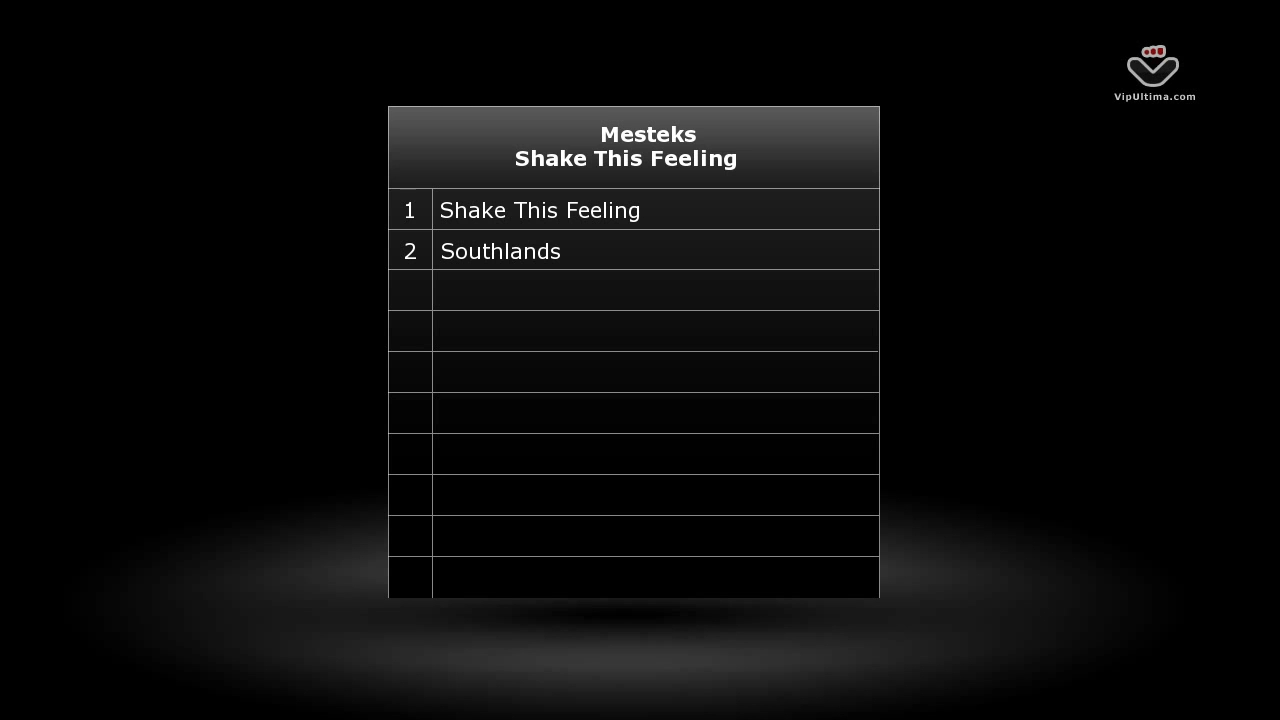 VipUltima.com
Mesteks
Shake This Feeling
1 Shake This Feeling
2 Southlands